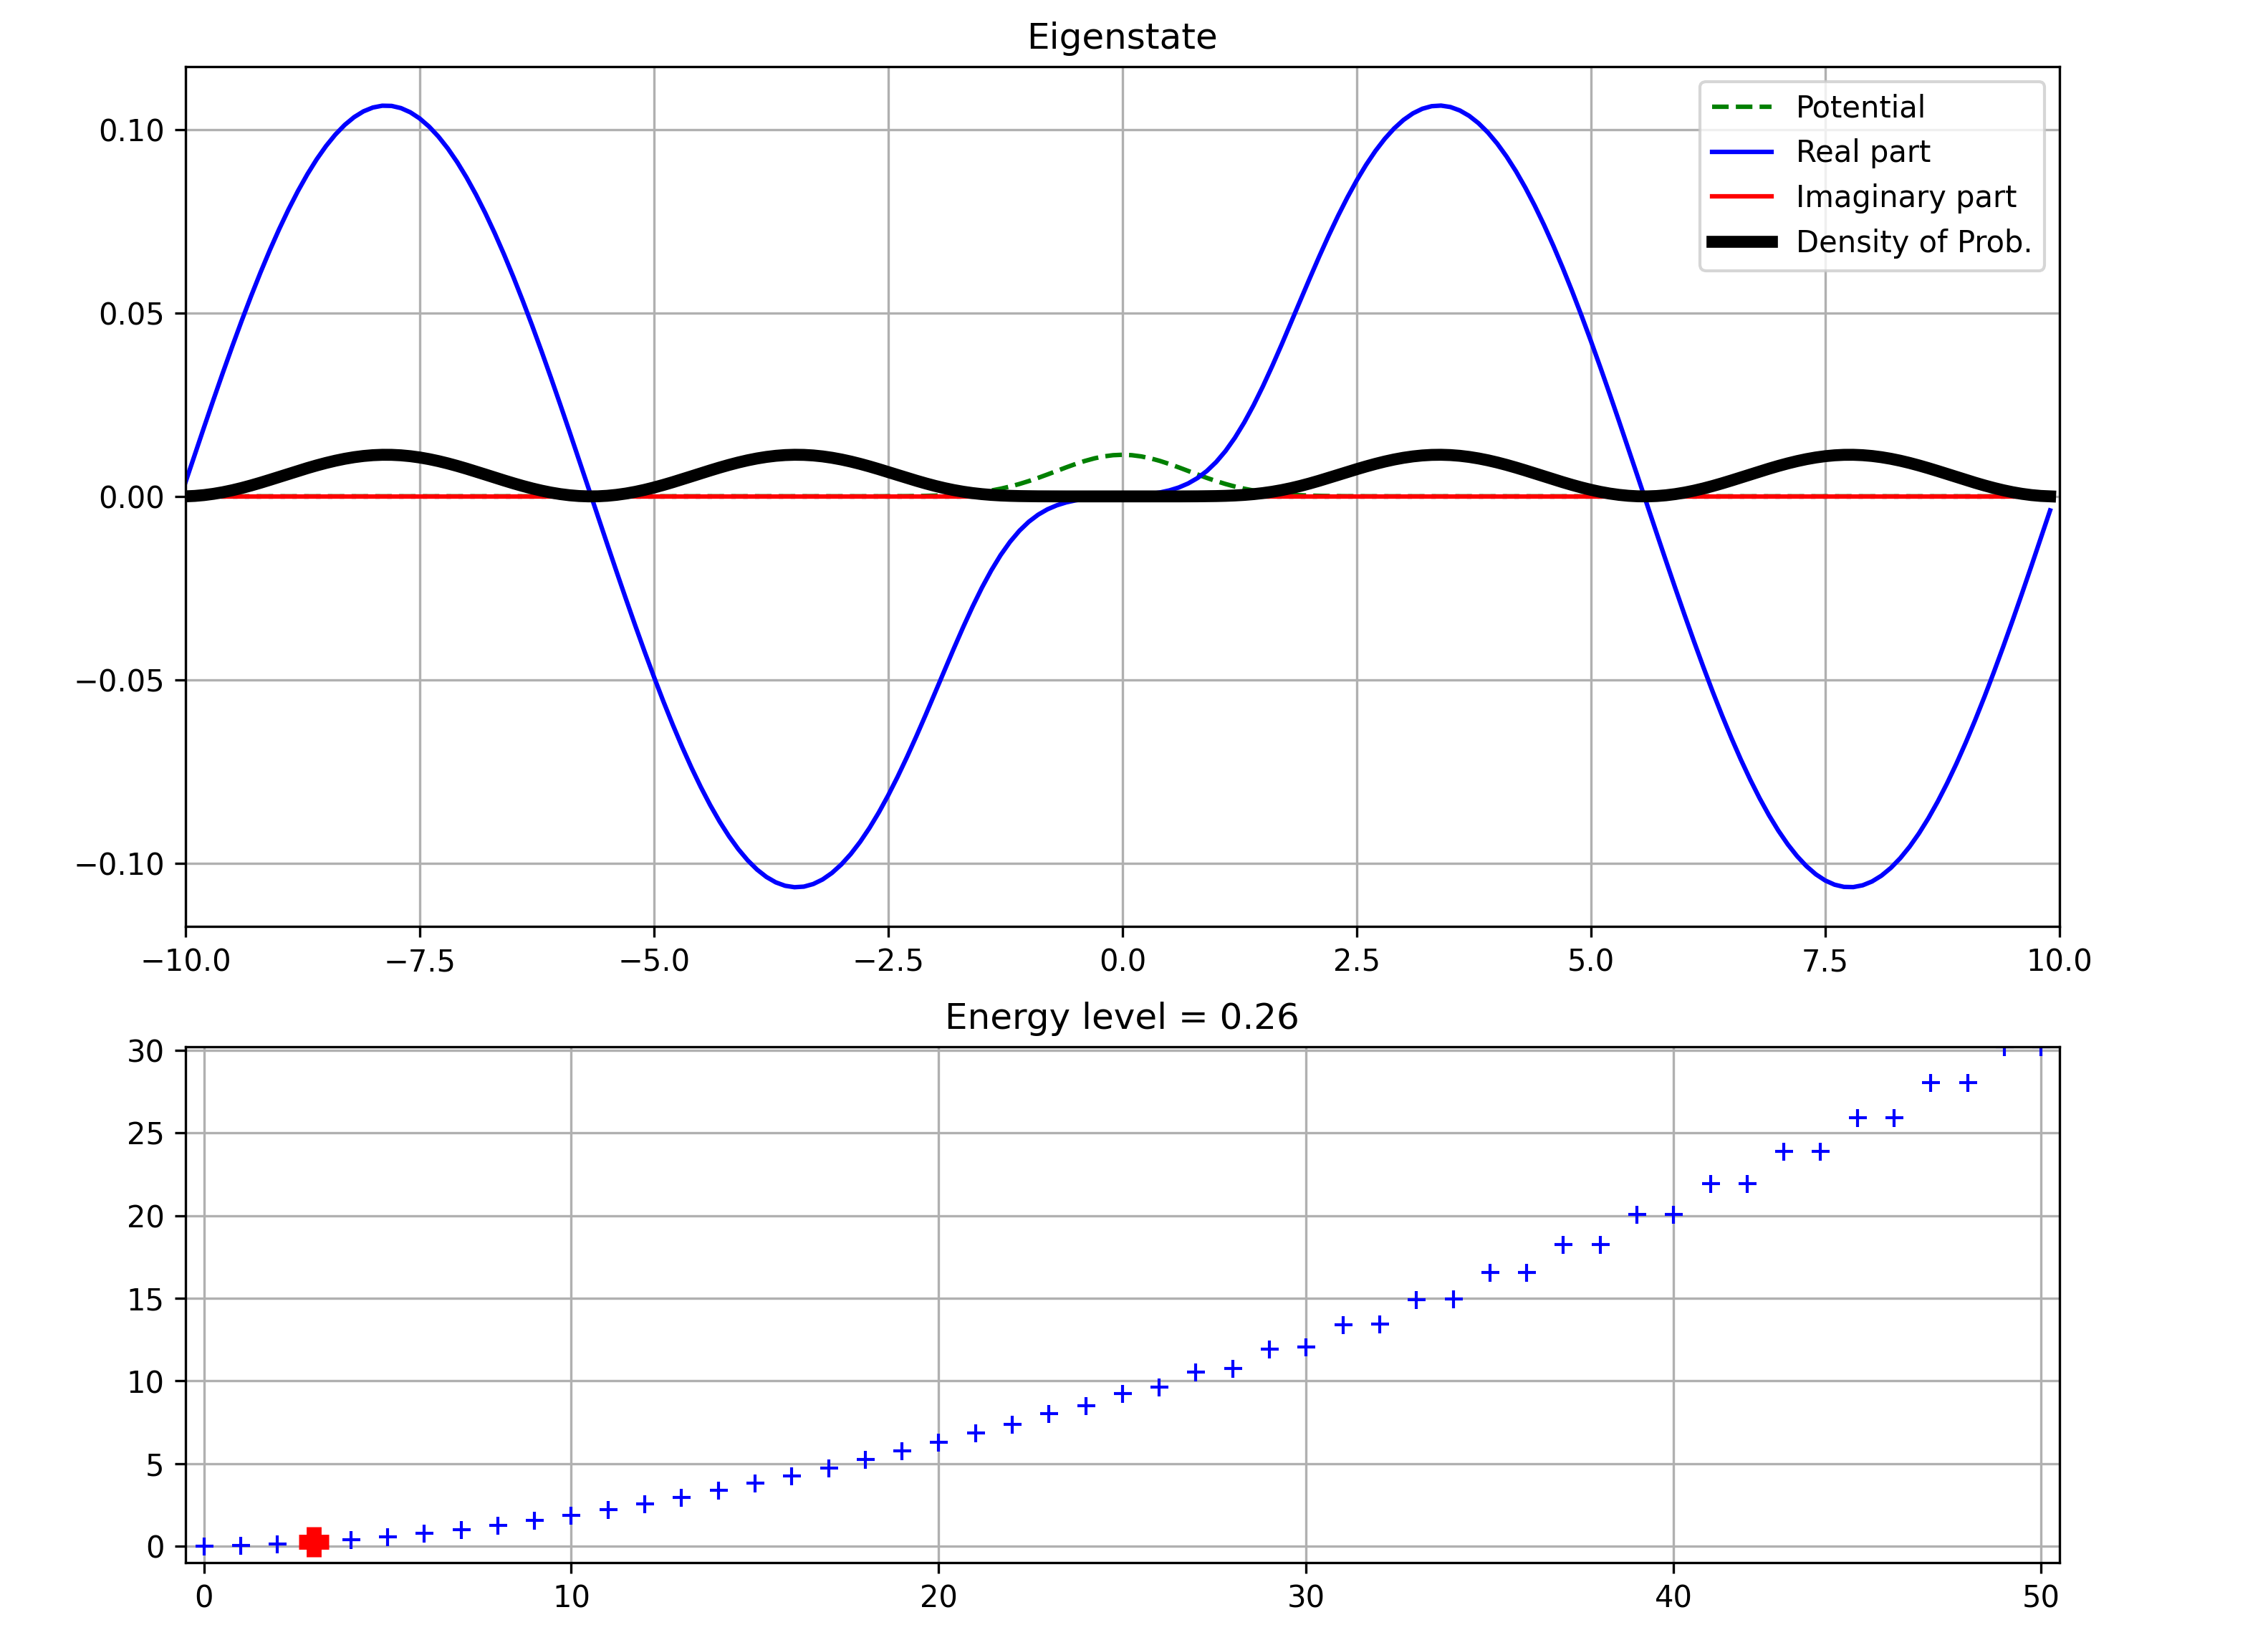 Eigenstate
Potential
Real part
Imaginary part
Density of Prob.
0.10
0.05
0.00
−0.05
−0.10
−10.0 −7.5 −5.0 −2.5 0.0 2.5 5.0 7.5 10.0
Energy level = 0.26
30
25
20
15
10
5
0
0 10 20 30 40 50